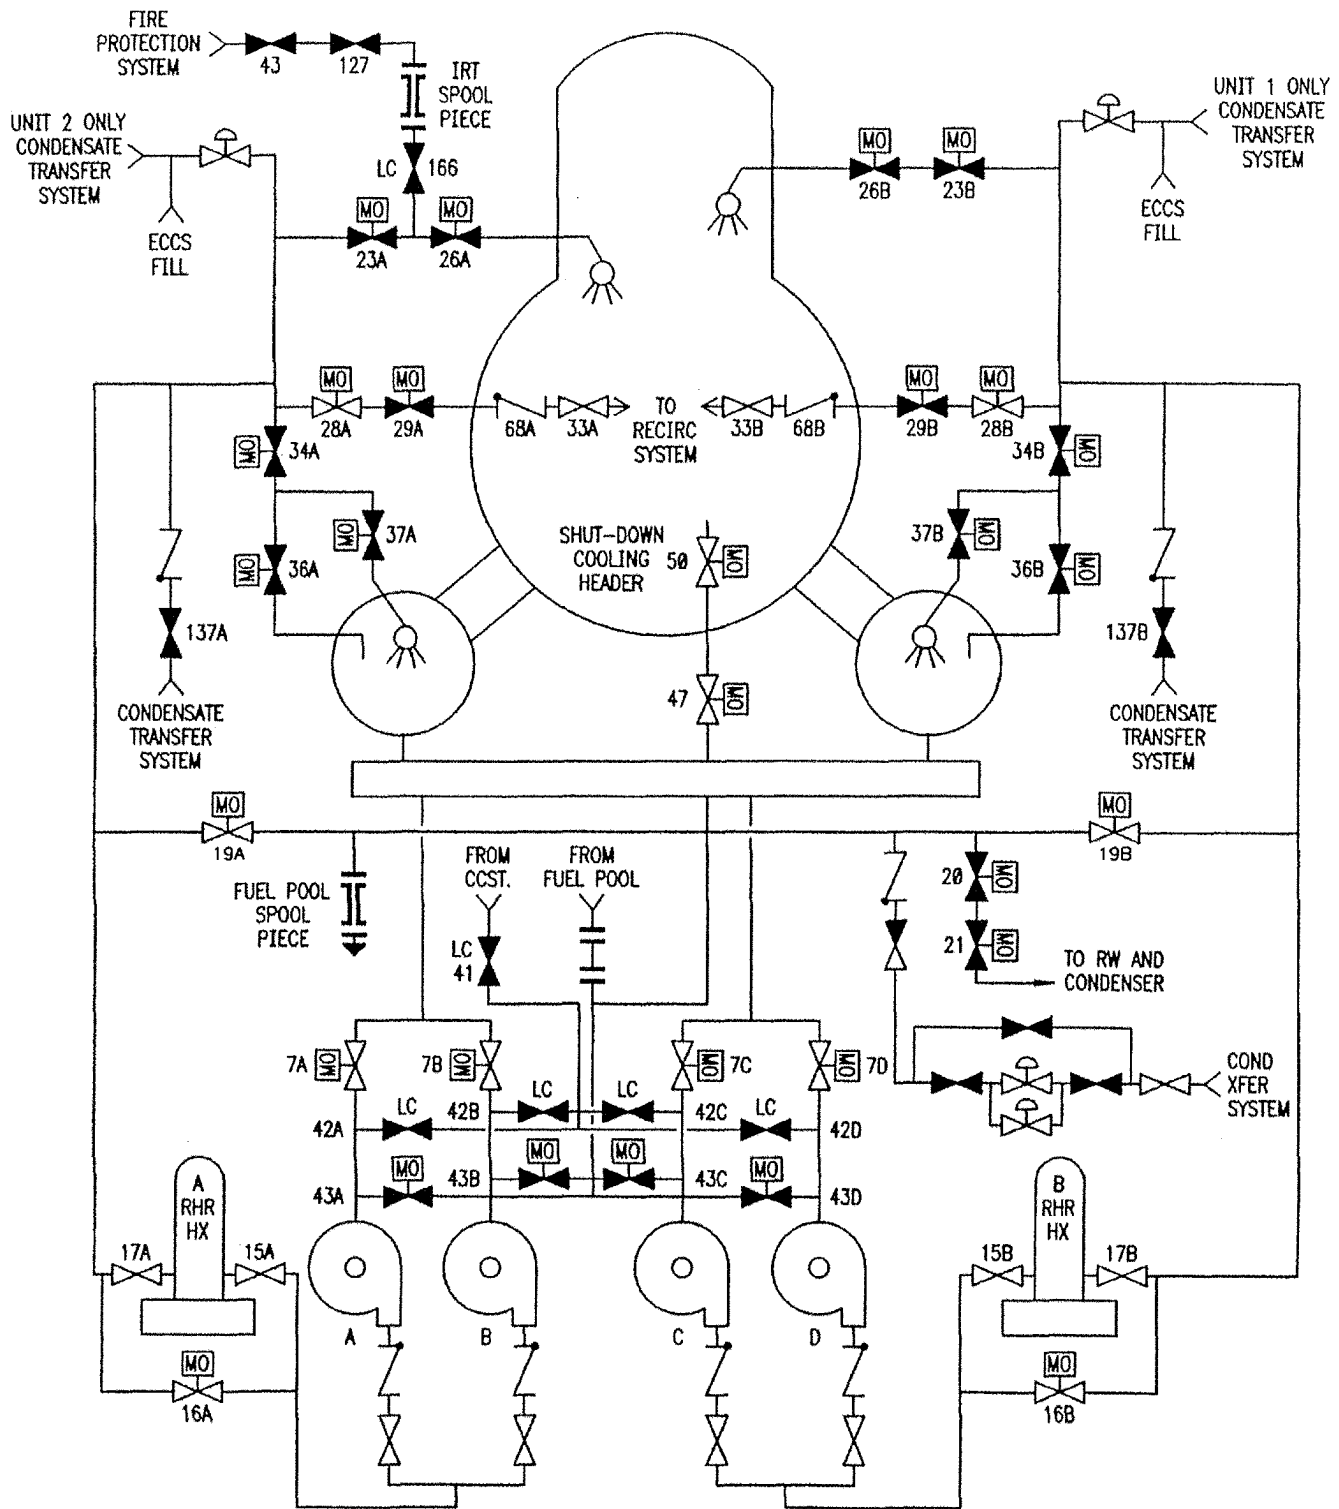 FIRE
PROTECTION
SYSTEM
43
127
IRT
SPOOL
PIECE
UNIT 2 ONLY
CONDENSATE
TRANSFER
SYSTEM
LC
166
ECCS
FILL
MO
MO
23A
26A
UNIT 1 ONLY
CONDENSATE
TRANSFER
SYSTEM
MO
MO
26B
23B
ECCS
FILL
MO
MO
28A
29A
68A
33A
TO
RECIRC
SYSTEM
33B
68B
MO
MO
29B
28B
MO
34A
34B
MO
MO
37A
37B
MO
MO
36A
36B
MO
SHUT-DOWN
COOLING
HEADER
50
MO
137A
CONDENSATE
TRANSFER
SYSTEM
47
MO
137B
CONDENSATE
TRANSFER
SYSTEM
MO
19A
MO
19B
FUEL POOL
SPOOL
PIECE
FROM
CCST.
FROM
FUEL POOL
LC
41
20
MO
21
MO
TO RW AND
CONDENSER
7A
MO
7B
MO
MO
7C
MO
7D
COND
XFER
SYSTEM
42A
LC
42B
LC
LC
42C
LC
42D
43A
MO
43B
MO
MO
43C
MO
43D
A
RHR
HX
17A
15A
MO
16A
A
B
C
D
B
RHR
HX
15B
17B
MO
16B